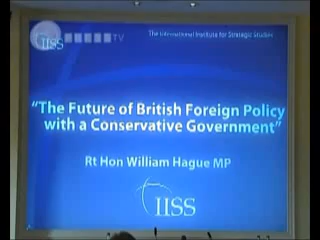 IISS TV
The International Institute for Strategic Studies
"The Future of British Foreign Policy
with a Conservative Government"
Rt Hon William Hague MP
IISS